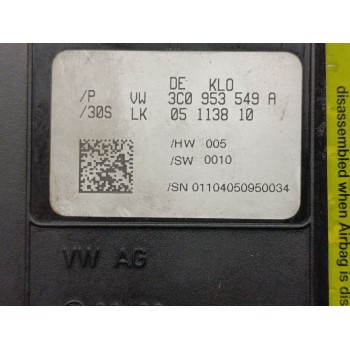 DE KLO
/P VW 3C0 953 549 A
/30S LK 05 1138 10
/HW 005
/SW 0010
/SN 01104050950034
VW AG
disassembled when Airbag is